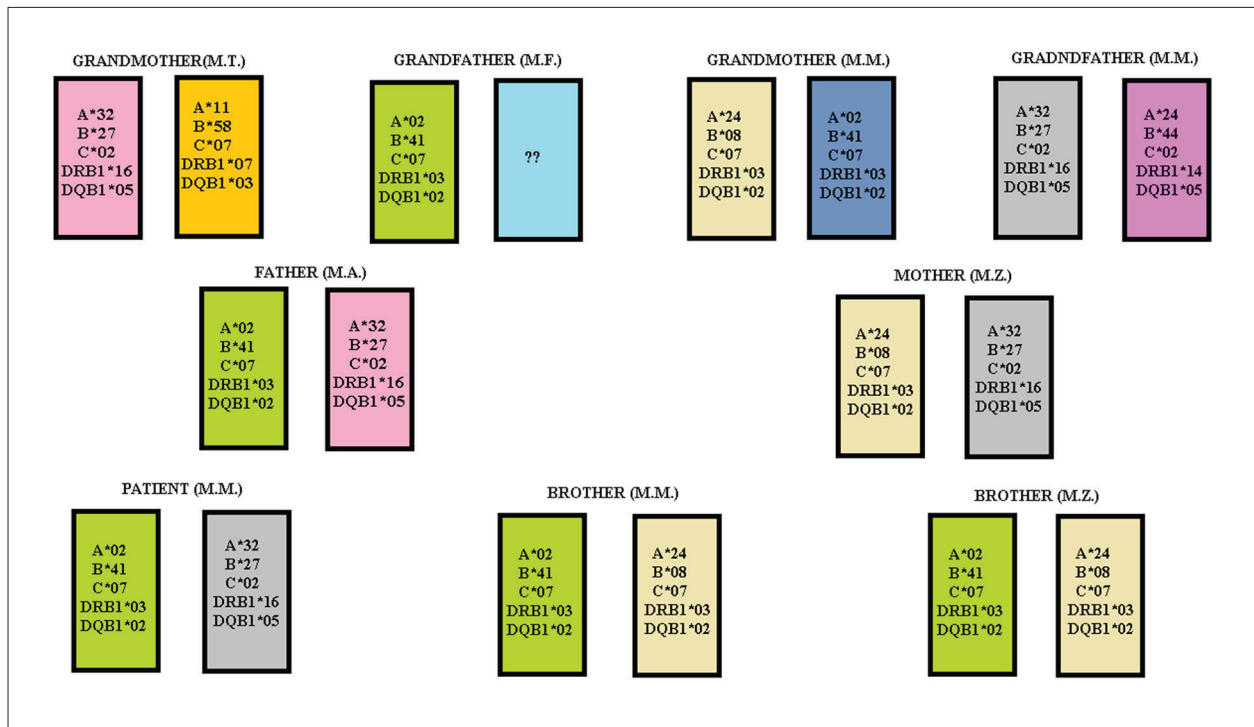 GRANDMOTHER(M.T.)
A*32
B*27
C*02
DRB1*16
DQB1*05
A*11
B*58
C*07
DRB1*07
DQB1*03
GRANDFATHER (M.F.)
A*02
B*41
C*07
DRB1*03
DQB1*02
??
GRANDMOTHER (M.M.)
A*24
B*08
C*07
DRB1*03
DQB1*02
A*02
B*41
C*07
DRB1*03
DQB1*02
GRADNDFATHER (M.M.)
A*32
B*27
C*02
DRB1*16
DQB1*05
A*24
B*44
C*02
DRB1*14
DQB1*05
FATHER (M.A.)
A*02
B*41
C*07
DRB1*03
DQB1*02
A*32
B*27
C*02
DRB1*16
DQB1*05
MOTHER (M.Z.)
A*24
B*08
C*07
DRB1*03
DQB1*02
A*32
B*27
C*02
DRB1*16
DQB1*05
PATIENT (M.M.)
A*02
B*41
C*07
DRB1*03
DQB1*02
A*32
B*27
C*02
DRB1*16
DQB1*05
BROTHER (M.M.)
A*02
B*41
C*07
DRB1*03
DQB1*02
A*24
B*08
C*07
DRB1*03
DQB1*02
BROTHER (M.Z.)
A*02
B*41
C*07
DRB1*03
DQB1*02
A*24
B*08
C*07
DRB1*03
DQB1*02